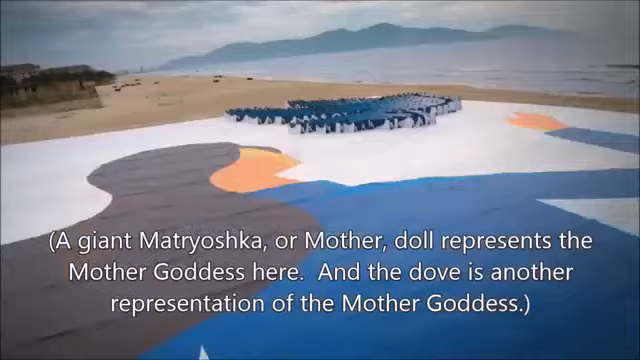 (A giant Matryoshka, or Mother, doll represents the
Mother Goddess here. And the dove is another
representation of the Mother Goddess.)